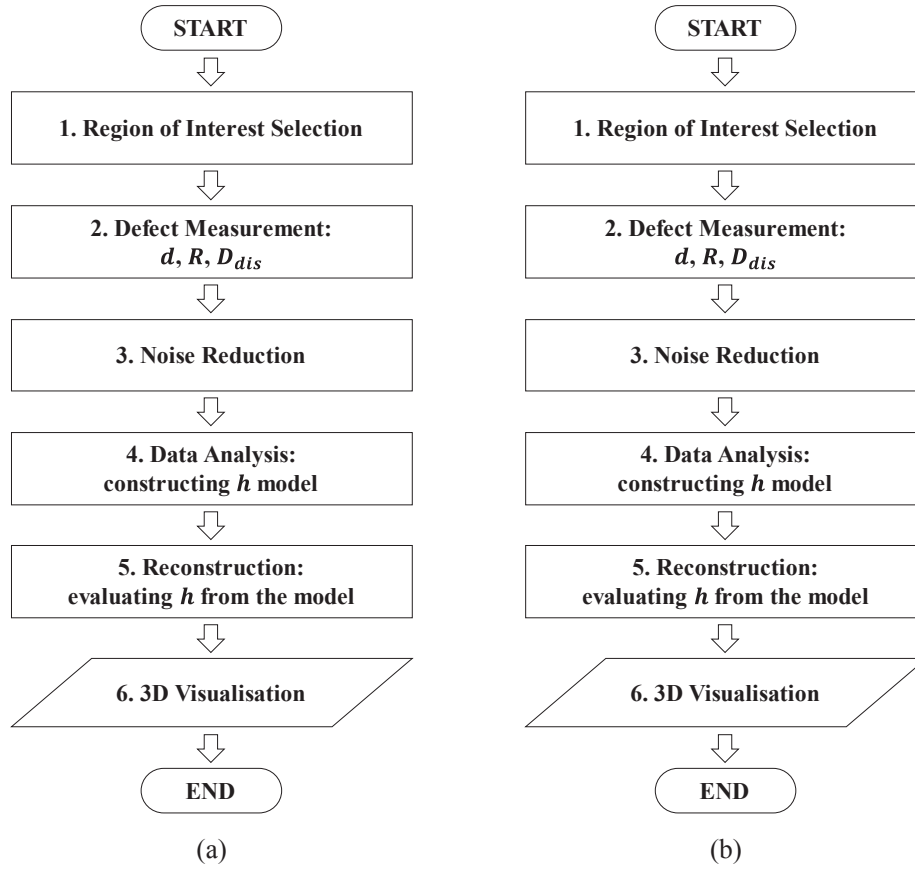 START
1. Region of Interest Selection
2. Defect Measurement:
d, R, D_dis
3. Noise Reduction
4. Data Analysis:
constructing h model
5. Reconstruction:
evaluating h from the model
6. 3D Visualisation
END
(a)
START
1. Region of Interest Selection
2. Defect Measurement:
d, R, D_dis
3. Noise Reduction
4. Data Analysis:
constructing h model
5. Reconstruction:
evaluating h from the model
6. 3D Visualisation
END
(b)